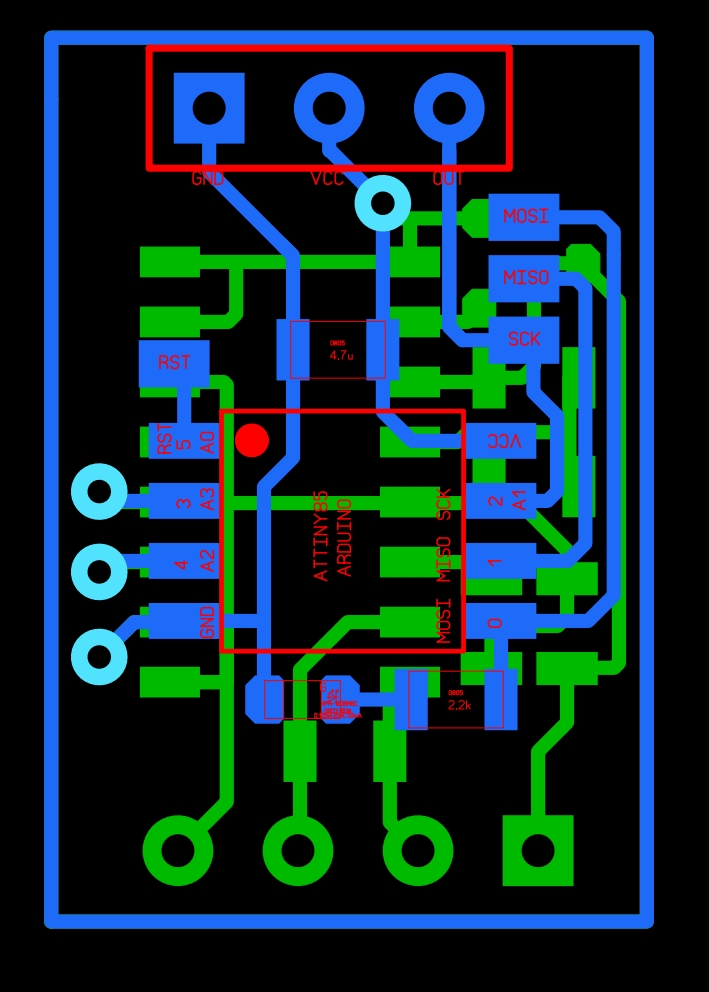 GND VCC OUT
MOSI
MISO
SCK
0805
4.7u
RST
RST
5
A0
VCC
3
A3
ATTINY85
ARDUINO
SCK
2
A1
4
A2
MISO
1
GND
MOSI
0
0805
2.2k